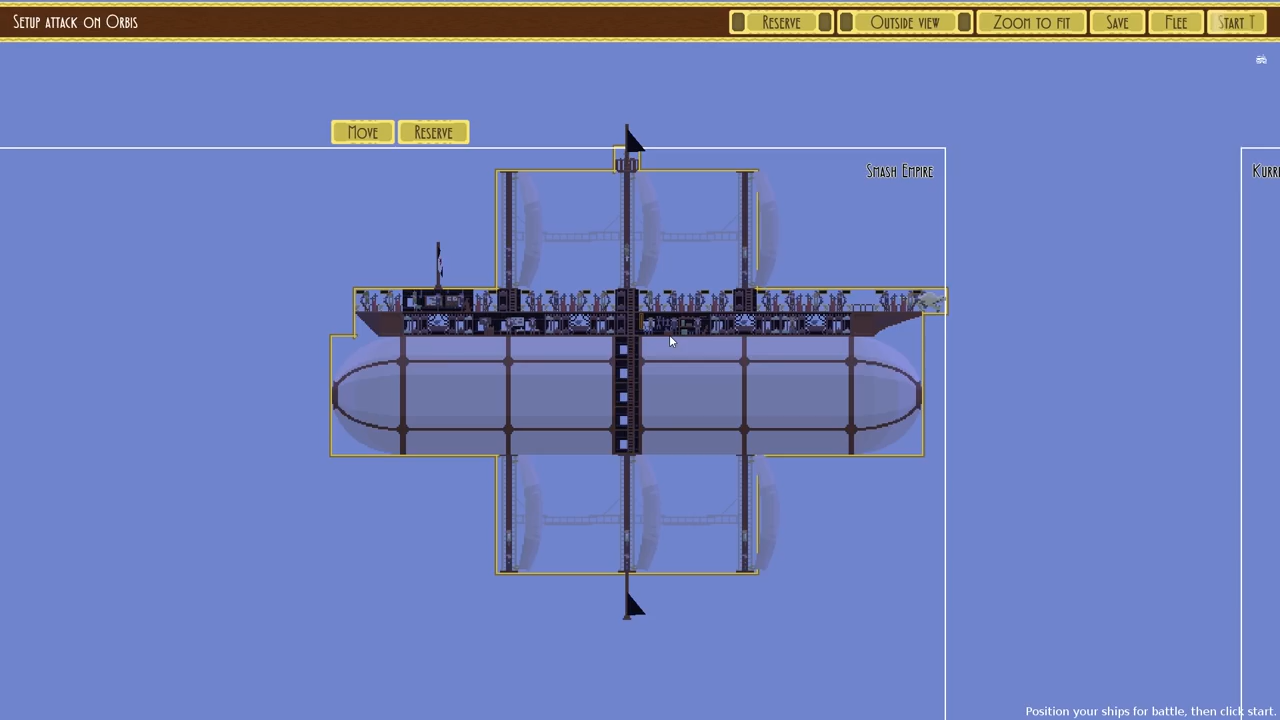 Setup attack on Orbis
Reserve
Outside view
Zoom to fit
Save
Flee
Start T
Move
Reserve
Smash Empire
Kurr
Position your ships for battle, then click start.